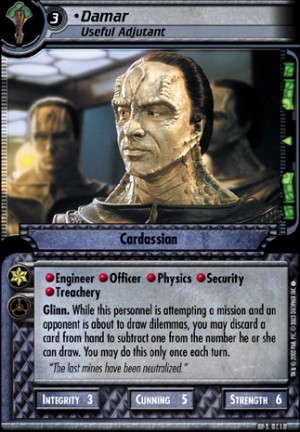 3
•Damar
Useful Adjutant
Cardassian
Engineer Officer Physics Security
Treachery
Glinn. While this personnel is attempting a mission and an
opponent is about to draw dilemmas, you may discard a
card from hand to subtract one from the number he or she
can draw. You may do this only once each turn.
"The last mines have been neutralized."
Integrity 3 Cunning 5 Strength 6